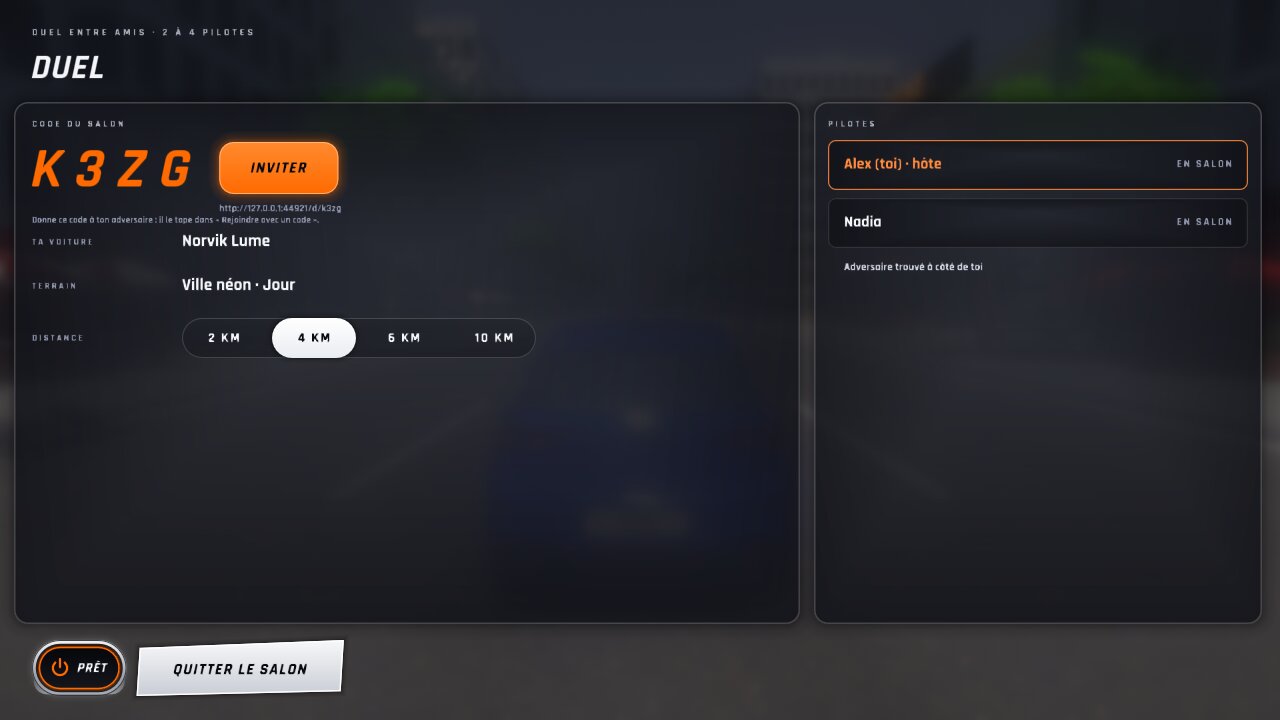 DUEL ENTRE AMIS · 2 À 4 PILOTES
DUEL
CODE DU SALON
K3ZG
INVITER
http://127.0.0.1:44921/d/k3zg
Donne ce code à ton adversaire : il le tape dans « Rejoindre avec un code ».
TA VOITURE
Norvik Lume
TERRAIN
Ville néon · Jour
DISTANCE
2 KM
4 KM
6 KM
10 KM
PILOTES
Alex (toi) · hôte
EN SALON
Nadia
EN SALON
Adversaire trouvé à côté de toi
PRÊT
QUITTER LE SALON